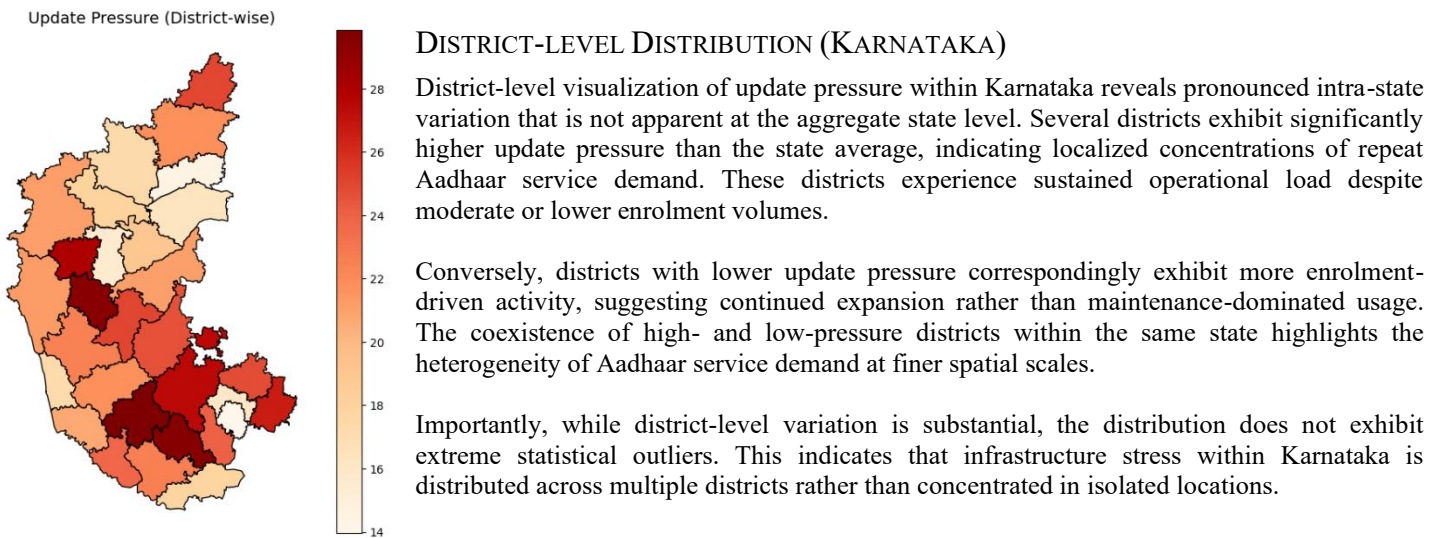 Update Pressure (District-wise)
28
26
24
22
20
18
16
14
DISTRICT-LEVEL DISTRIBUTION (KARNATAKA)
District-level visualization of update pressure within Karnataka reveals pronounced intra-state
variation that is not apparent at the aggregate state level. Several districts exhibit significantly
higher update pressure than the state average, indicating localized concentrations of repeat
Aadhaar service demand. These districts experience sustained operational load despite
moderate or lower enrolment volumes.
Conversely, districts with lower update pressure correspondingly exhibit more enrolment-
driven activity, suggesting continued expansion rather than maintenance-dominated usage.
The coexistence of high- and low-pressure districts within the same state highlights the
heterogeneity of Aadhaar service demand at finer spatial scales.
Importantly, while district-level variation is substantial, the distribution does not exhibit
extreme statistical outliers. This indicates that infrastructure stress within Karnataka is
distributed across multiple districts rather than concentrated in isolated locations.